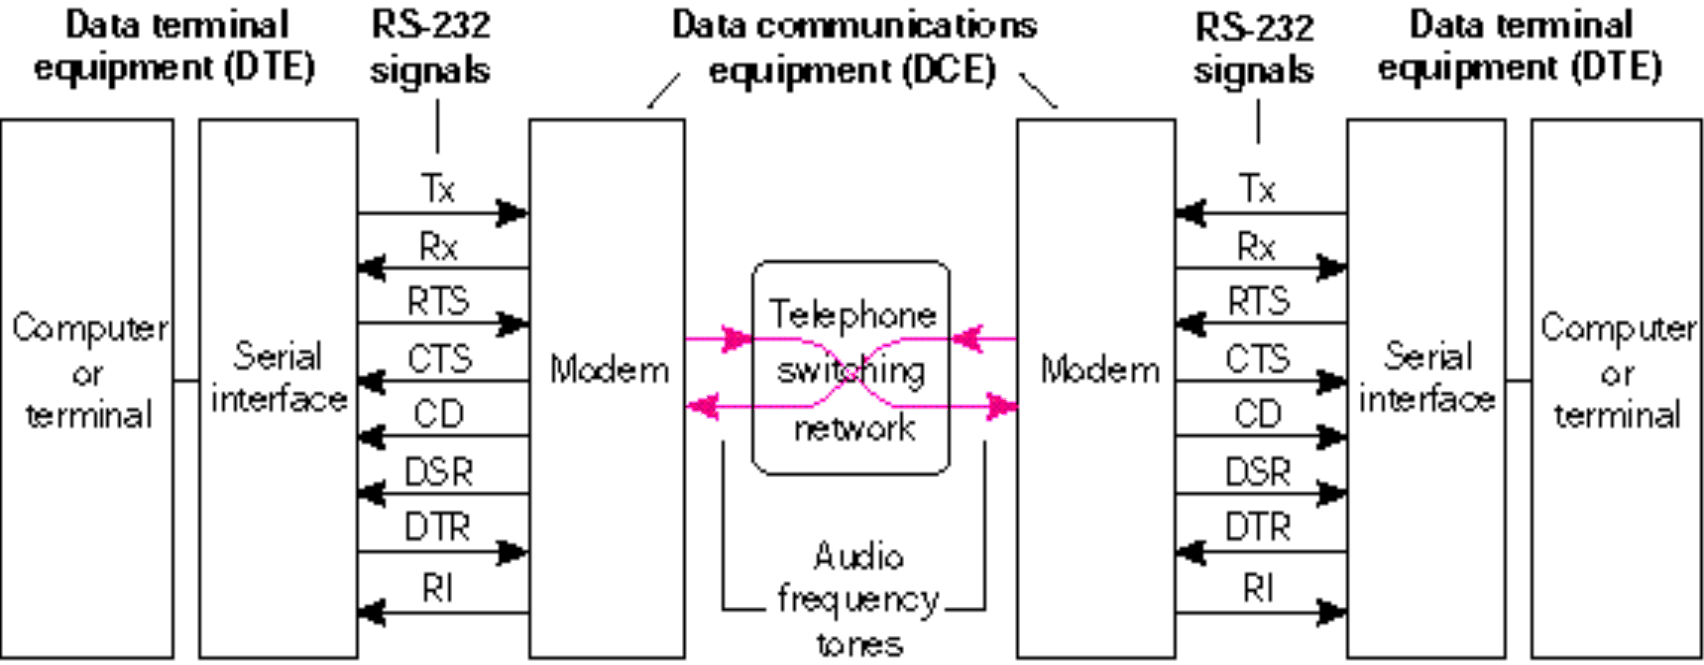 Data terminal
equipment (DTE)
RS-232
signals
Data communications
equipment (DCE)
RS-232
signals
Data terminal
equipment (DTE)
Computer
or
terminal
Serial
interface
Tx
Rx
RTS
CTS
CD
DSR
DTR
RI
Modem
Telephone
switching
network
Audio
frequency
tones
Modem
Tx
Rx
RTS
CTS
CD
DSR
DTR
RI
Serial
interface
Computer
or
terminal